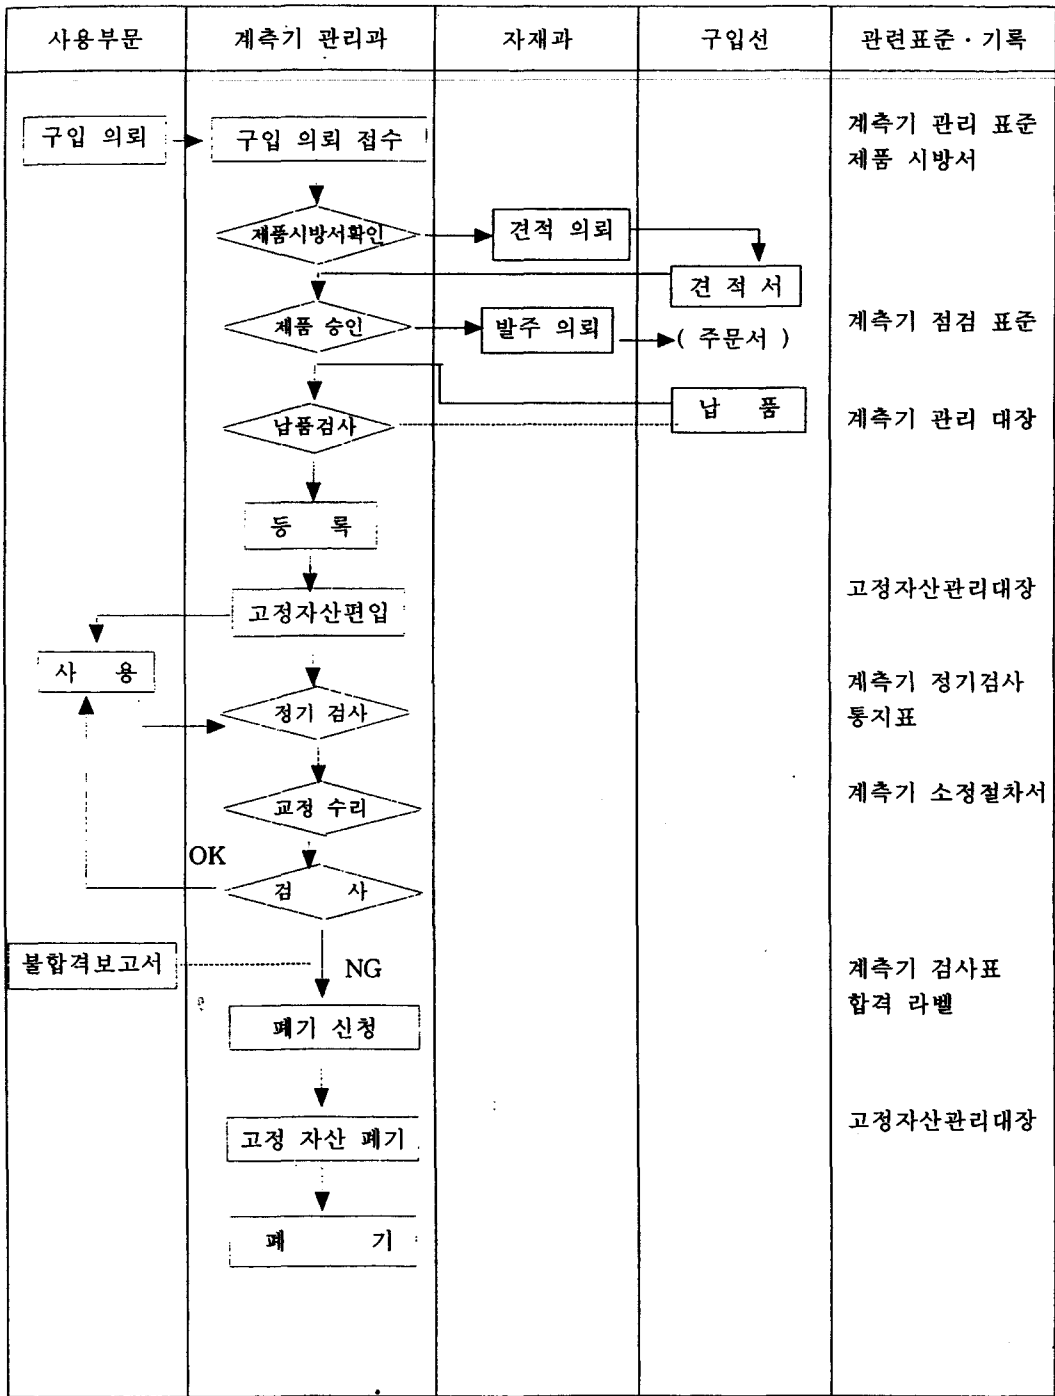 사용부문 계측기 관리과 자재과 구입선 관련표준 · 기록
구입 의뢰 구입 의뢰 접수 계측기 관리 표준
제품 시방서
제품시방서확인 견적 의뢰
견 적 서
제품 승인 발주 의뢰 ( 주문서 ) 계측기 점검 표준
납 품
납품검사 계측기 관리 대장
등 록
고정자산편입 고정자산관리대장
사 용 계측기 정기검사
정기 검사 통지표
교정 수리 계측기 소정절차서
OK
검 사
불합격보고서 NG 계측기 검사표
합격 라벨
폐기 신청
고정 자산 폐기 고정자산관리대장
폐 기